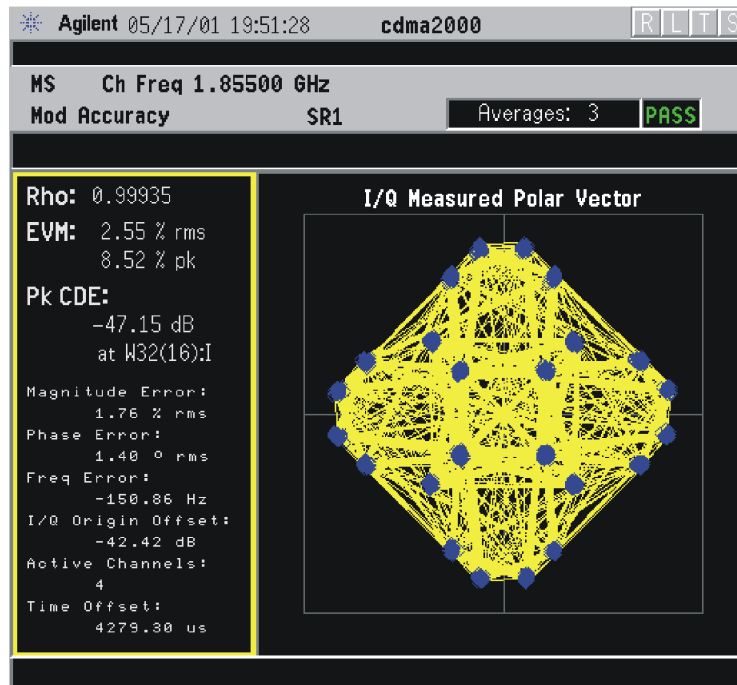 Agilent 05/17/01 19:51:28 cdma2000 R L T S
MS Ch Freq 1.85500 GHz
Mod Accuracy SR1 Averages: 3 PASS
Rho: 0.99935
EVM: 2.55 % rms
8.52 % pk
Pk CDE:
-47.15 dB
at W32(16):I
Magnitude Error:
1.76 % rms
Phase Error:
1.40 º rms
Freq Error:
-150.86 Hz
I/Q Origin Offset:
-42.42 dB
Active Channels:
4
Time Offset:
4279.30 us
I/Q Measured Polar Vector